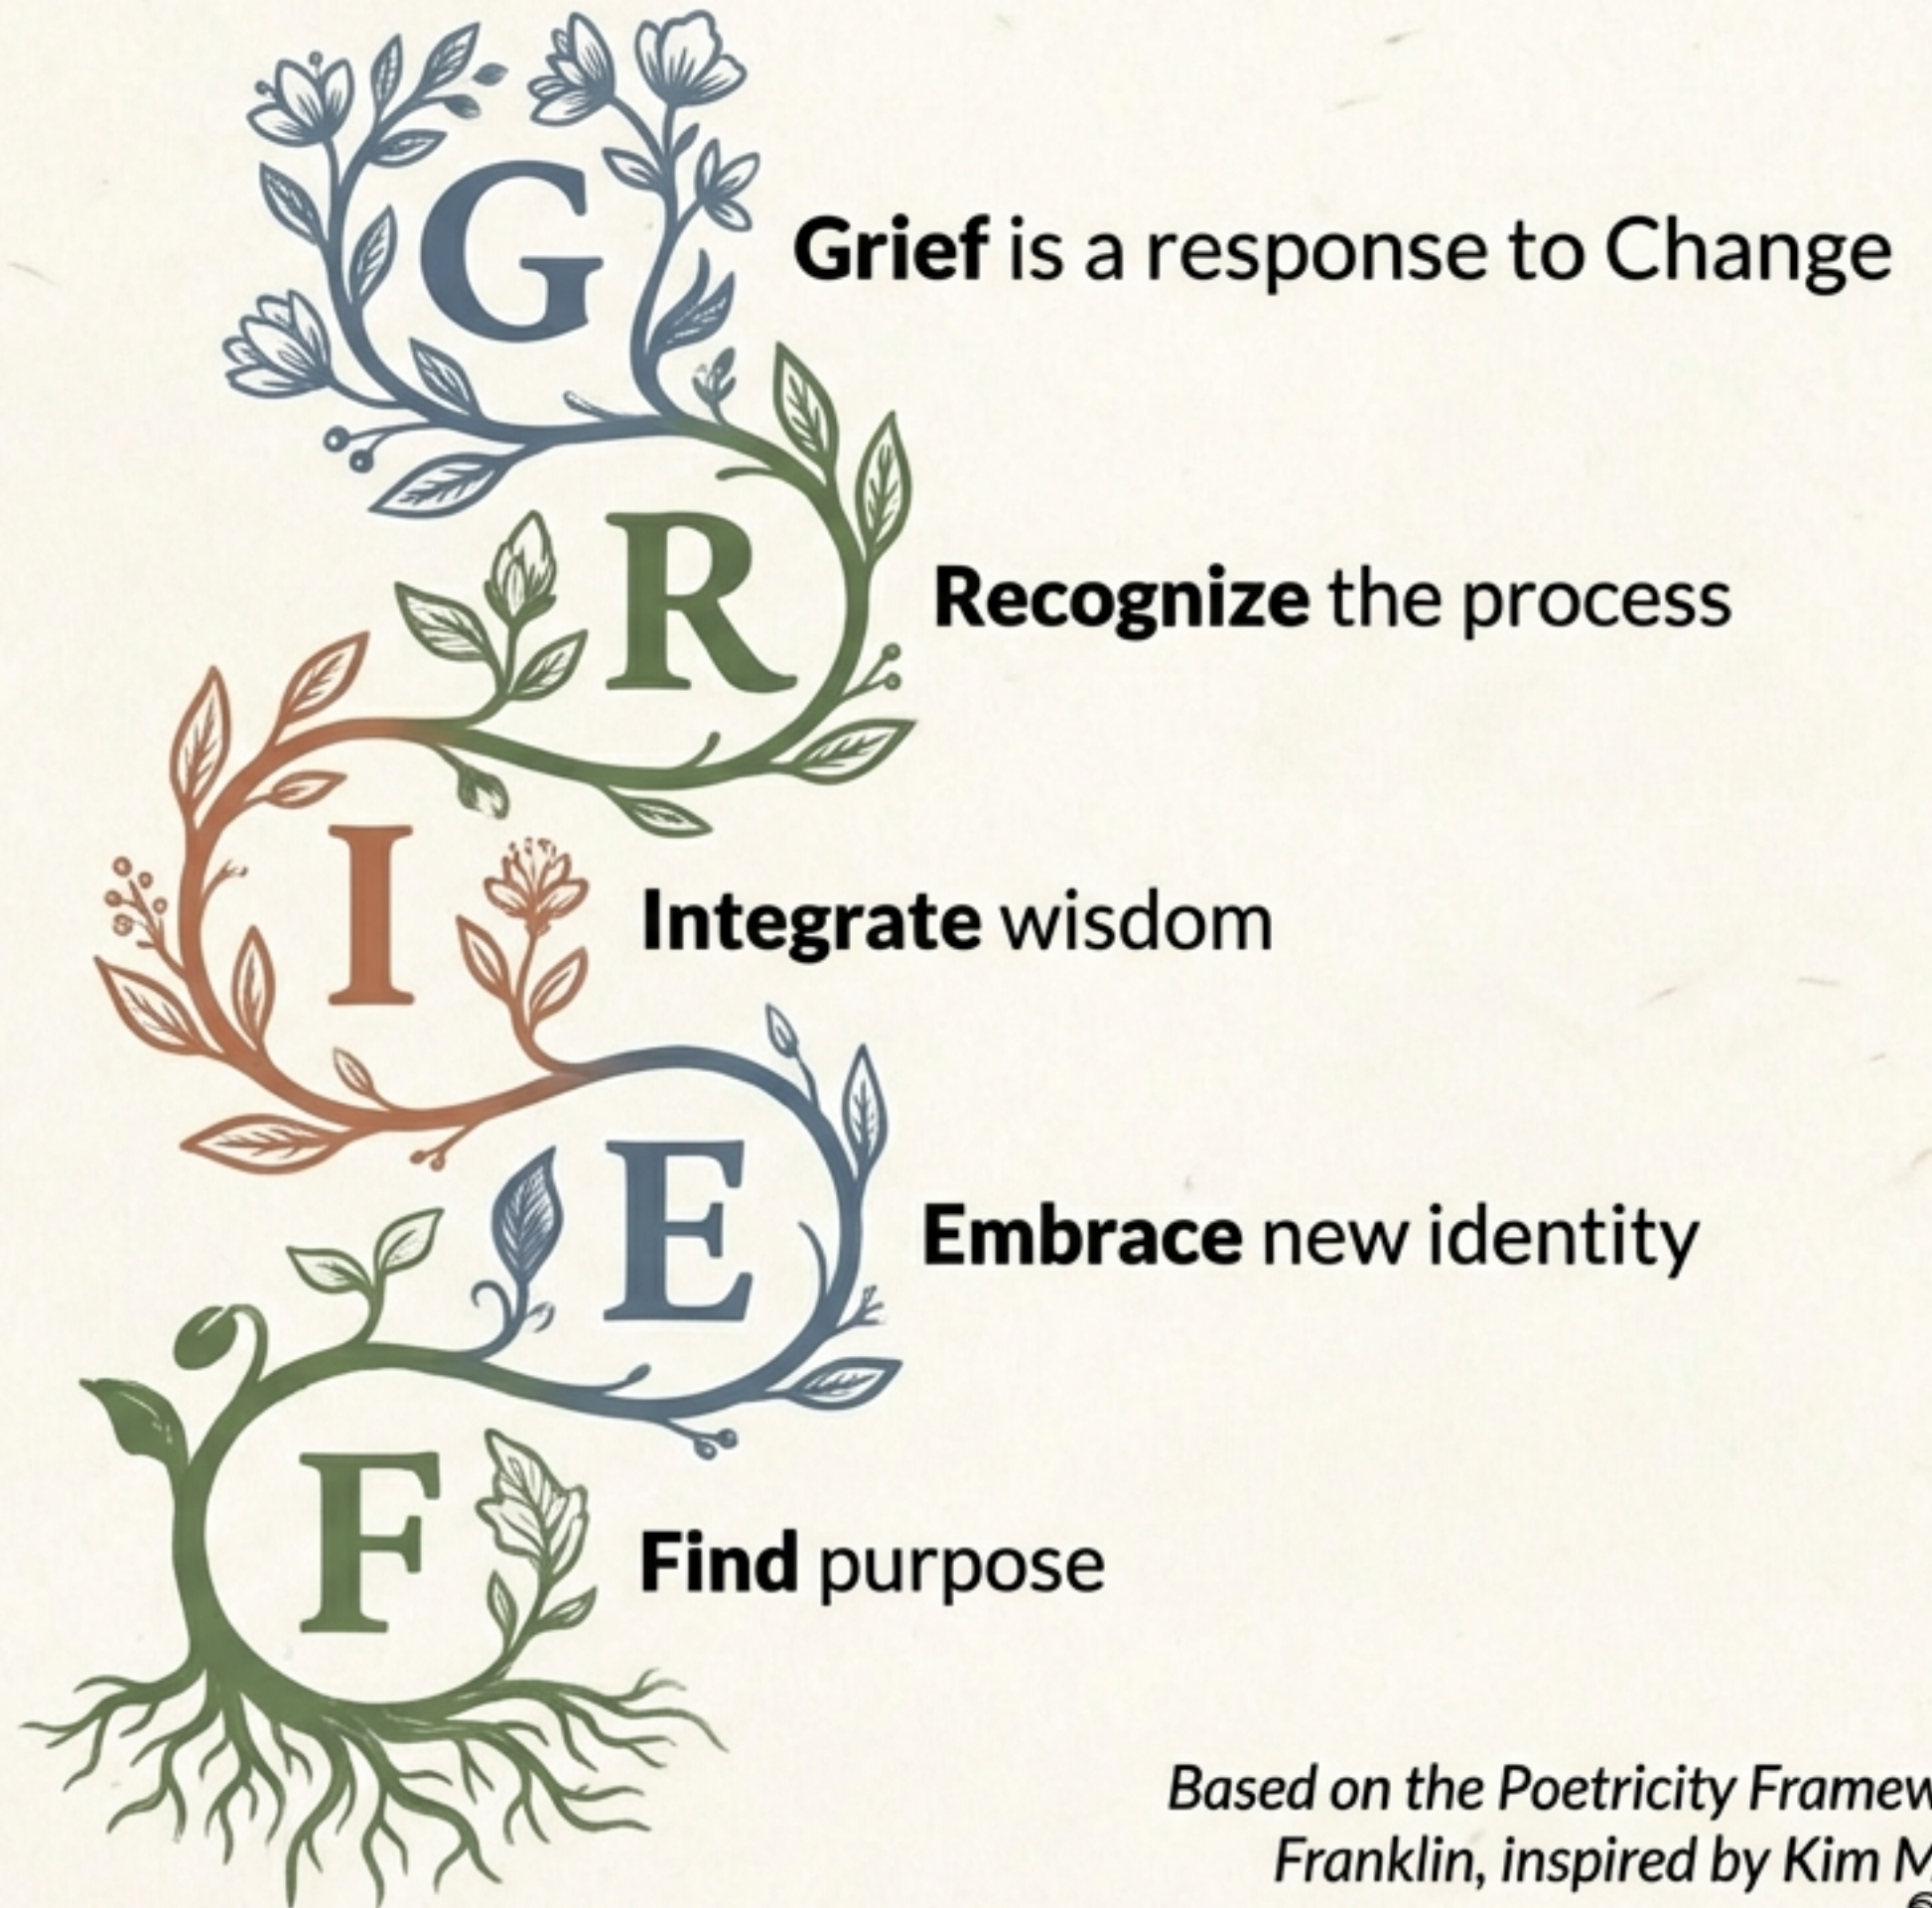 G
Grief is a response to Change
R
Recognize the process
I
Integrate wisdom
E
Embrace new identity
F
Find purpose
Based on the Poetricity
Franklin, inspired by Kim